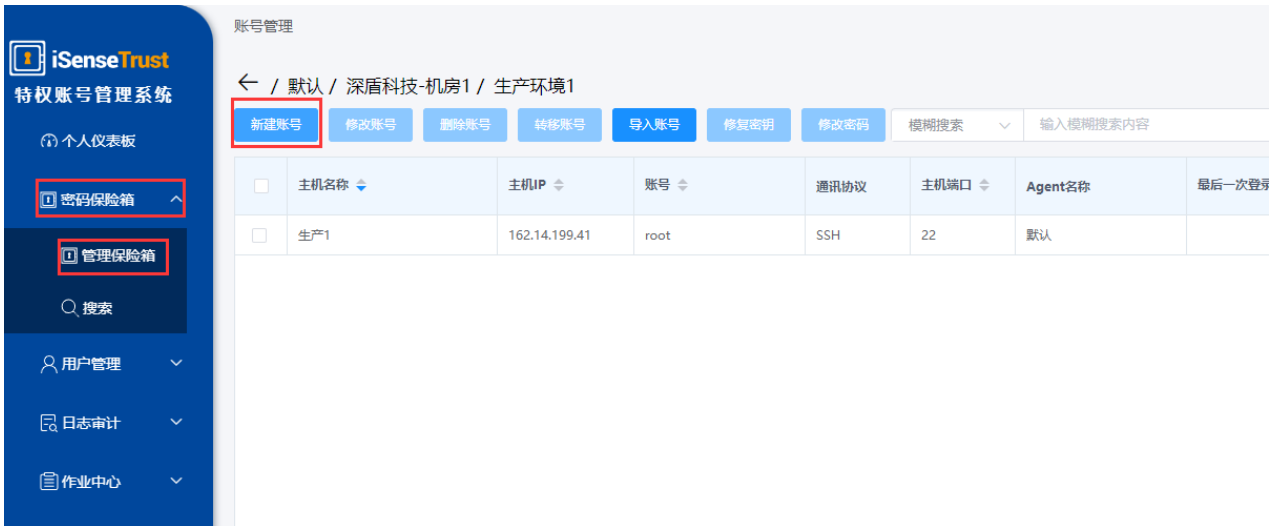 账号管理
iSenseTrust
特权账号管理系统
← / 默认 / 深盾科技-机房1 / 生产环境1
新建账号 修改账号 删除账号 转移账号 导入账号 修复密钥 修改密码 模糊搜索 输入模糊搜索内容
个人仪表板
密码保险箱
管理保险箱
搜索
用户管理
日志审计
作业中心
主机名称 主机IP 账号 通讯协议 主机端口 Agent名称 最后一次登录
生产1 162.14.199.41 root SSH 22 默认